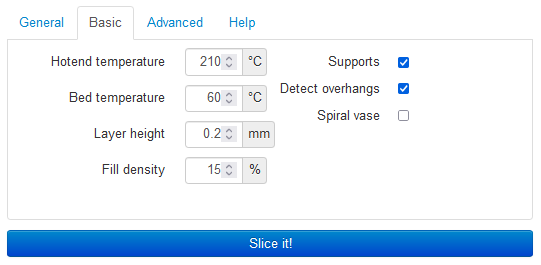 General Basic Advanced Help
Hotend temperature 210 °C Supports
Bed temperature 60 °C Detect overhangs
Layer height 0.2 mm Spiral vase
Fill density 15 %
Slice it!